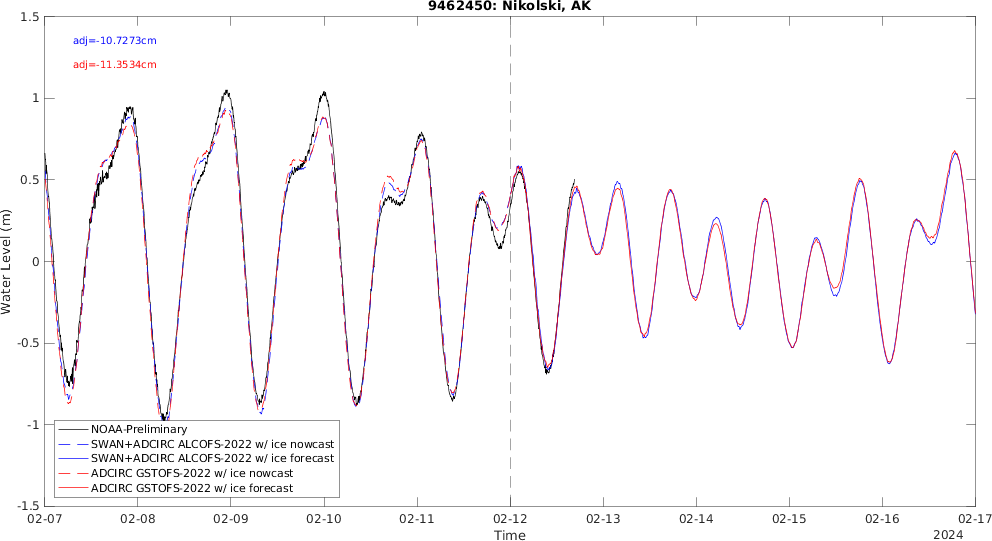 9462450: Nikolski, AK
adj=-10.7273cm
adj=-11.3534cm
Water Level (m)
1.5
1
0.5
0
-0.5
-1
-1.5
NOAA-Preliminary
SWAN+ADCIRC ALCOFS-2022 w/ ice nowcast
SWAN+ADCIRC ALCOFS-2022 w/ ice forecast
ADCIRC GSTOFS-2022 w/ ice nowcast
ADCIRC GSTOFS-2022 w/ ice forecast
02-07 02-08 02-09 02-10 02-11 02-12 02-13 02-14 02-15 02-16 02-17
Time
2024